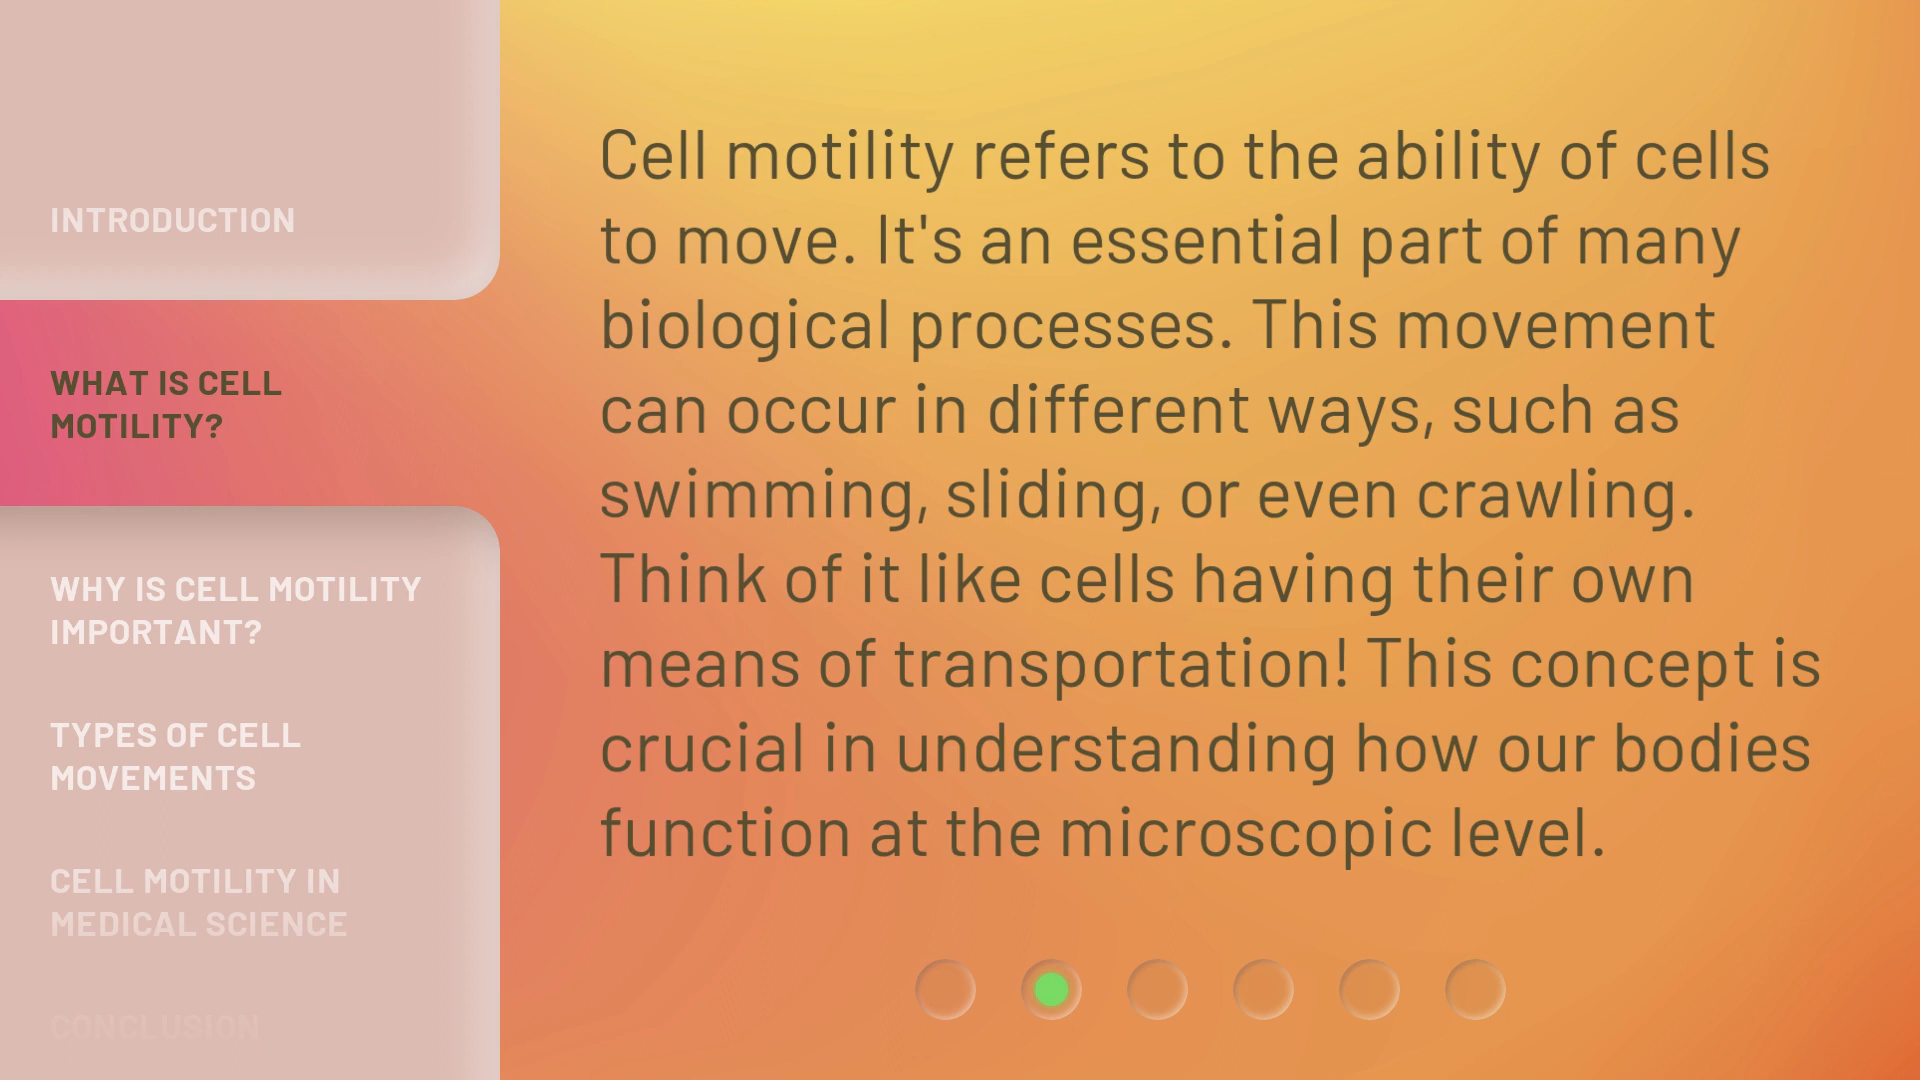 INTRODUCTION
WHAT IS CELL
MOTILITY?
WHY IS CELL MOTILITY
IMPORTANT?
TYPES OF CELL
MOVEMENTS
CELL MOTILITY IN
MEDICAL SCIENCE
CONCLUSION
Cell motility refers to the ability of cells
to move. It's an essential part of many
biological processes. This movement
can occur in different ways, such as
swimming, sliding, or even crawling.
Think of it like cells having their own
means of transportation! This concept is
crucial in understanding how our bodies
function at the microscopic level.